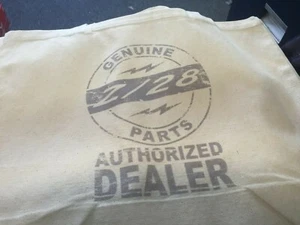 GENUINE
Z/28
PARTS
AUTHORIZED
DEALER